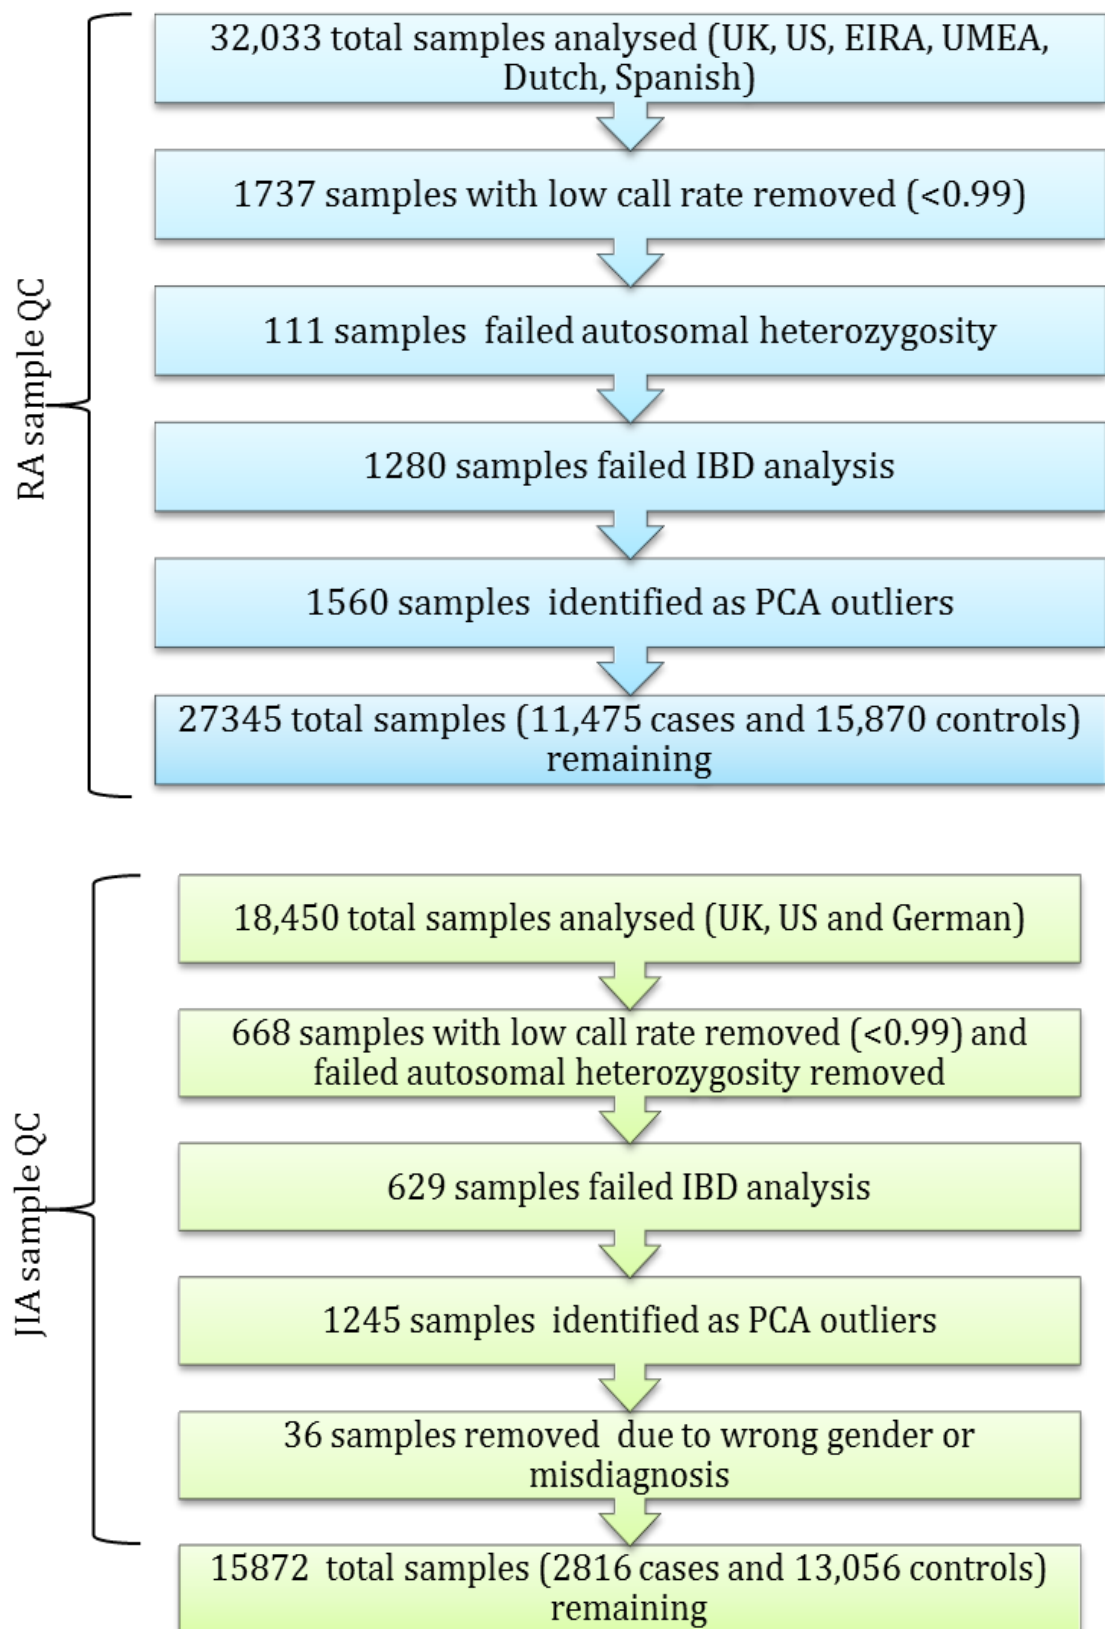 RA sample QC
32,033 total samples analysed (UK, US, EIRA, UMEA,
Dutch, Spanish)
1737 samples with low call rate removed (<0.99)
111 samples failed autosomal heterozygosity
1280 samples failed IBD analysis
1560 samples identified as PCA outliers
27345 total samples (11,475 cases and 15,870 controls)
remaining
JIA sample QC
18,450 total samples analysed (UK, US and German)
668 samples with low call rate removed (<0.99) and
failed autosomal heterozygosity removed
629 samples failed IBD analysis
1245 samples identified as PCA outliers
36 samples removed due to wrong gender or
misdiagnosis
15872 total samples (2816 cases and 13,056 controls)
remaining